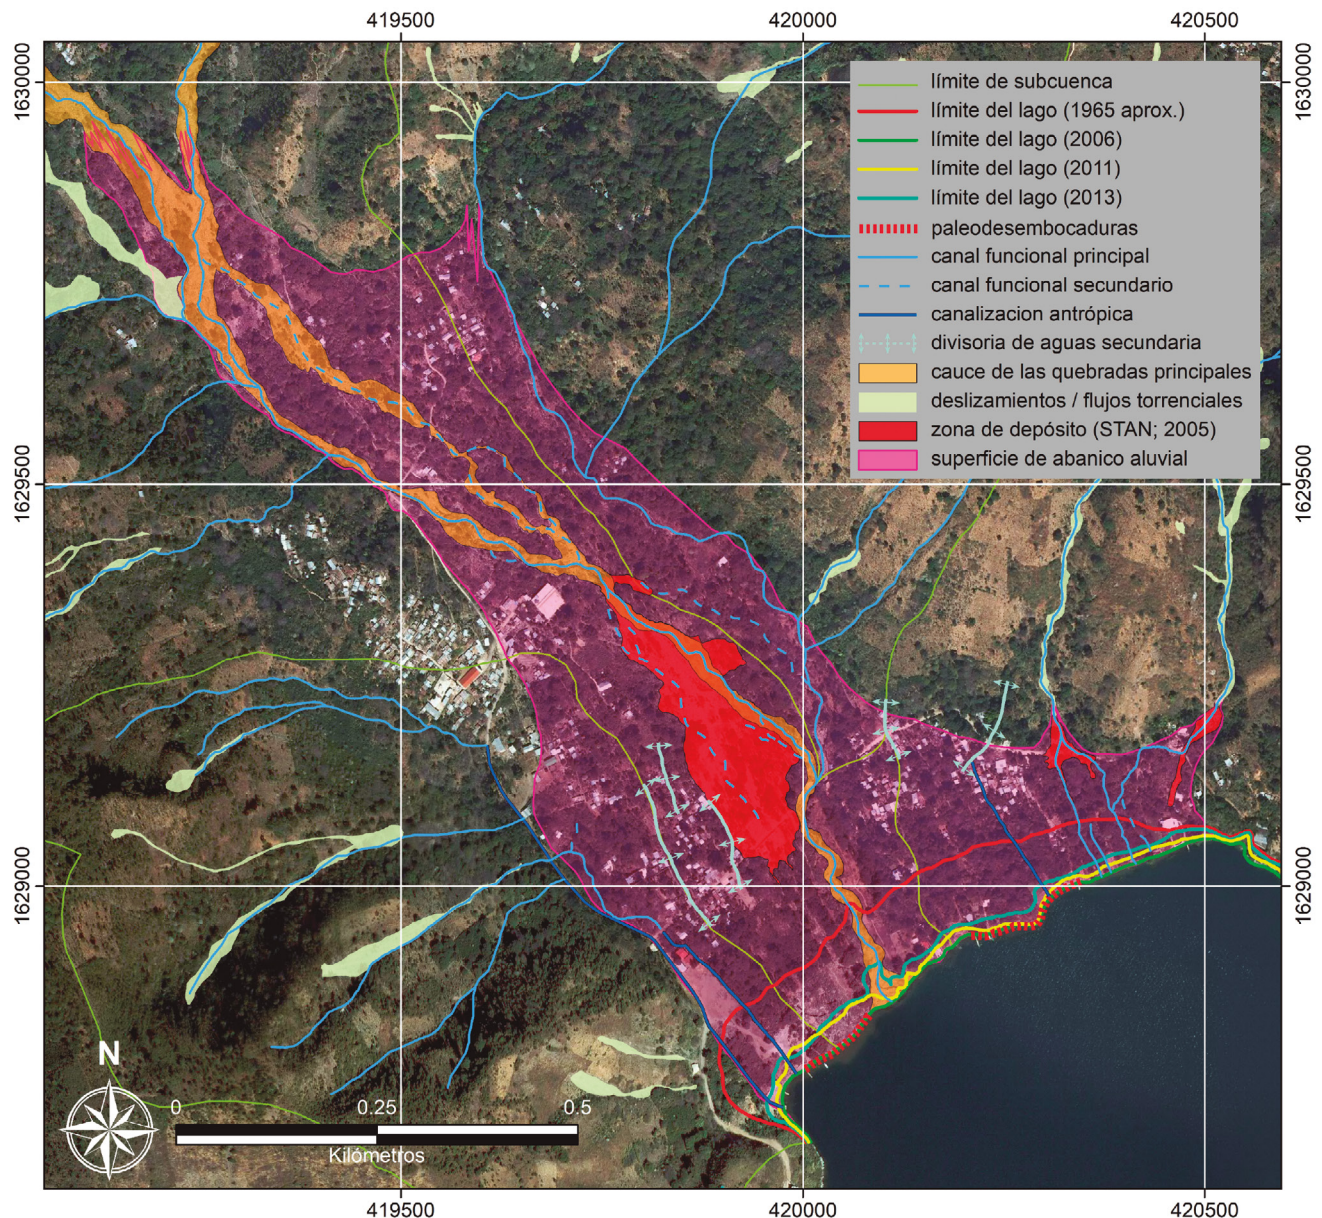 419500 420000 420500
1630000 1630000
límite de subcuenca
límite del lago (1965 aprox.)
límite del lago (2006)
límite del lago (2011)
límite del lago (2013)
paleodesembocaduras
canal funcional principal
canal funcional secundario
canalizacion antrópica
divisoria de aguas secundaria
cauce de las quebradas principales
deslizamientos / flujos torrenciales
zona de depósito (STAN; 2005)
superficie de abanico aluvial
1629500 1629500
1629000 1629000
N
0 0.25 0.5
Kilómetros
419500 420000 420500